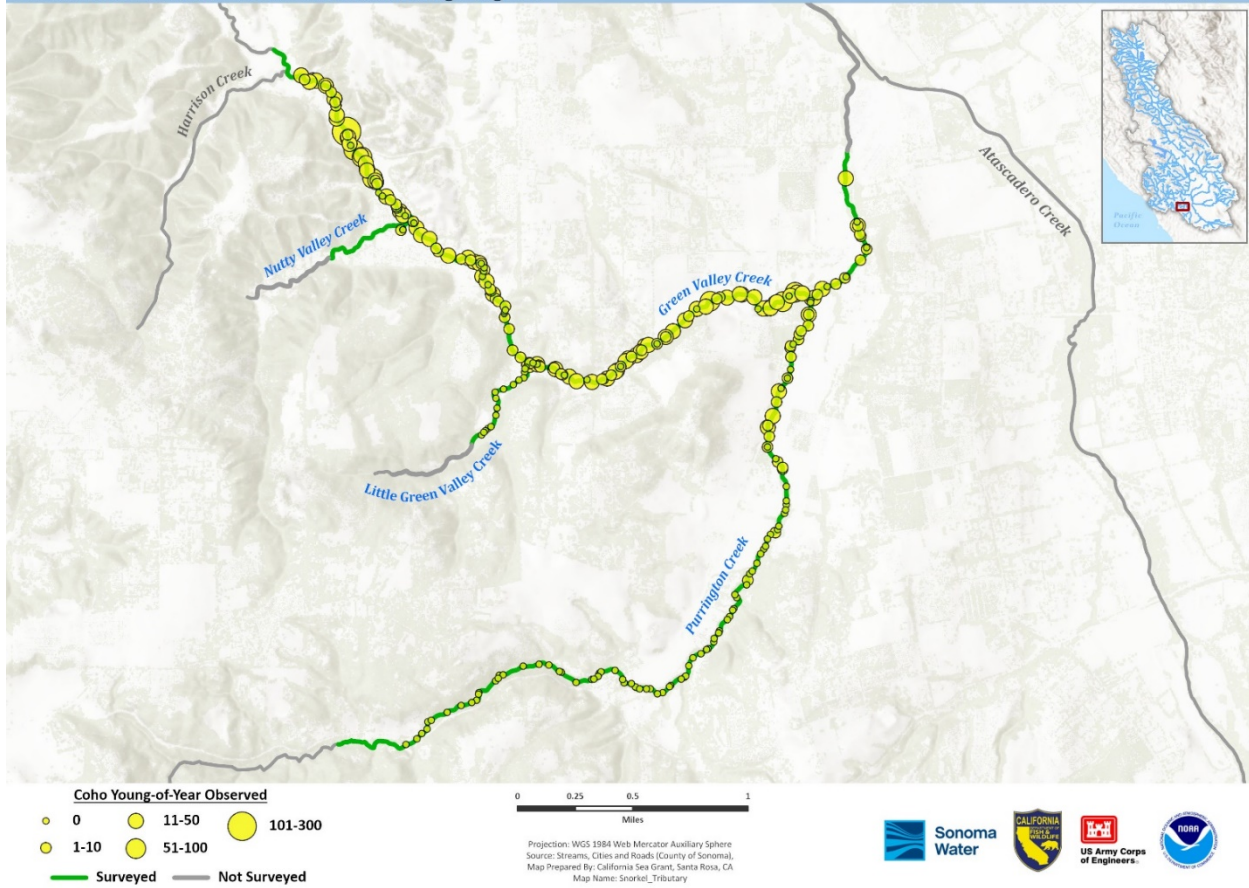 Harrison Creek
Nutty Valley Creek
Green Valley Creek
Atascadero Creek
Little Green Valley Creek
Purrington Creek
Pacific
Ocean
Coho Young-of-Year Observed
0
11-50
101-300
1-10
51-100
Surveyed
Not Surveyed
0 0.25 0.5 1
Miles
Projection: WGS 1984 Web Mercator Auxiliary Sphere
Source: Streams, Cities and Roads (County of Sonoma),
Map Prepared By: California Sea Grant, Santa Rosa, CA
Map Name: Snorkel_Tributary
Sonoma
Water
CALIFORNIA
FISH &
WILDLIFE
US Army Corps
of Engineers®
NOAA